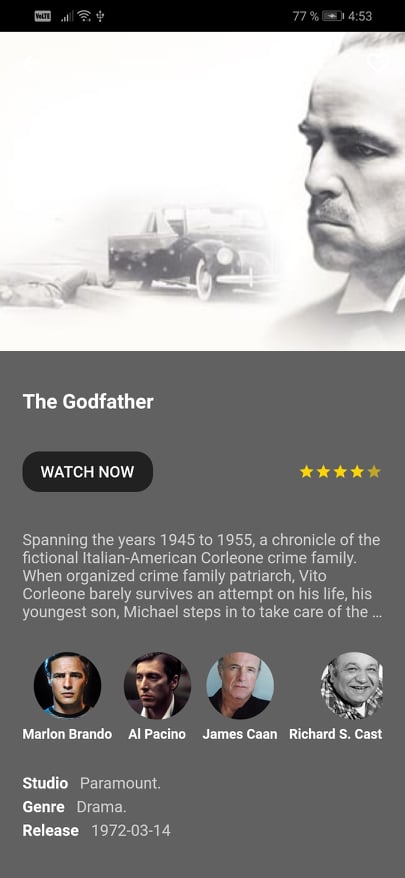 VoLTE 77 % 4:53
The Godfather
WATCH NOW
Spanning the years 1945 to 1955, a chronicle of the
fictional Italian-American Corleone crime family.
When organized crime family patriarch, Vito
Corleone barely survives an attempt on his life, his
youngest son, Michael steps in to take care of the …
Marlon Brando Al Pacino James Caan Richard S. Cast
Studio Paramount.
Genre Drama.
Release 1972-03-14